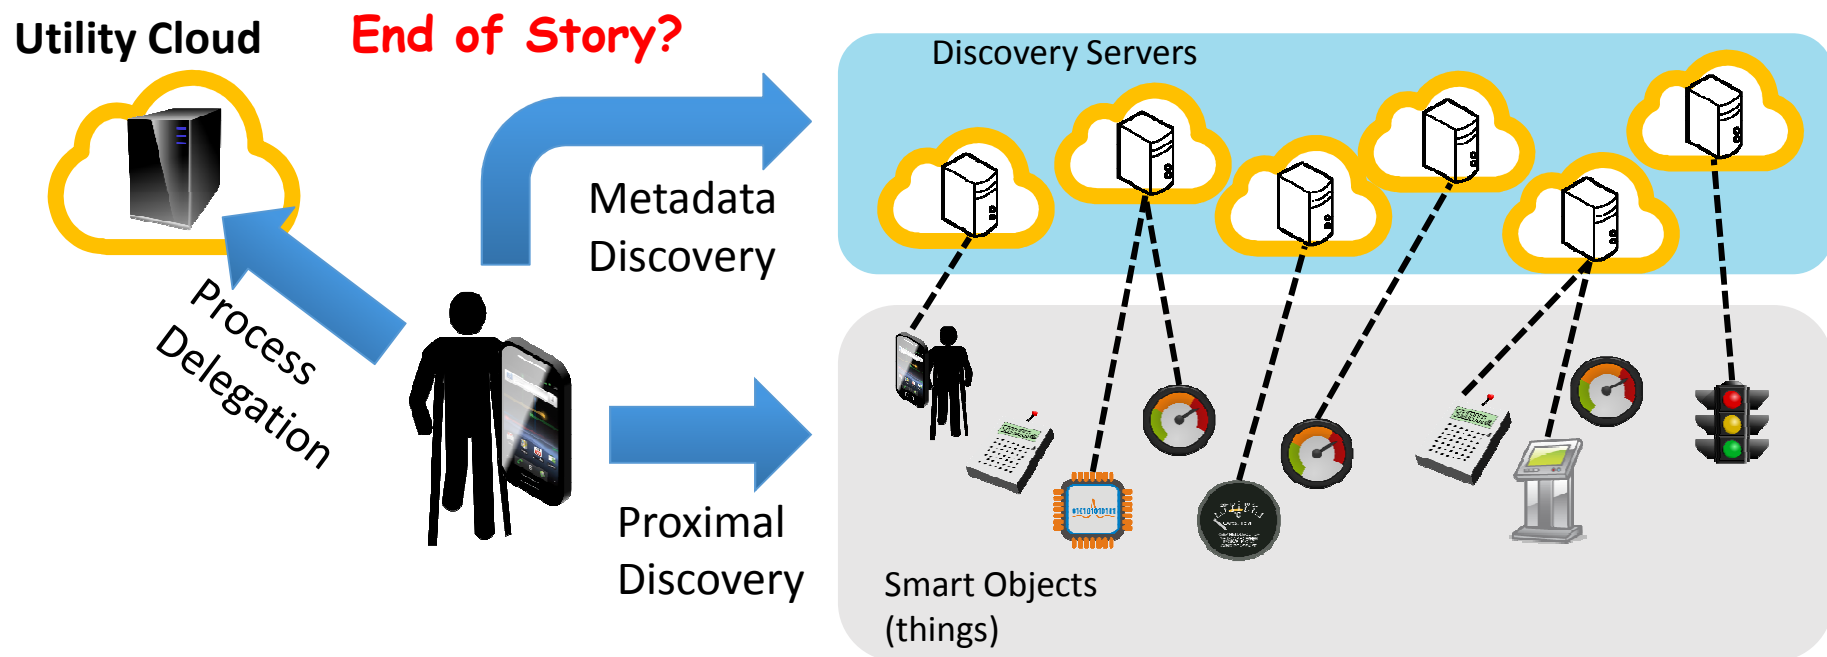 Utility Cloud
End of Story?
Discovery Servers
Metadata
Discovery
Process
Delegation
Proximal
Discovery
Smart Objects
(things)